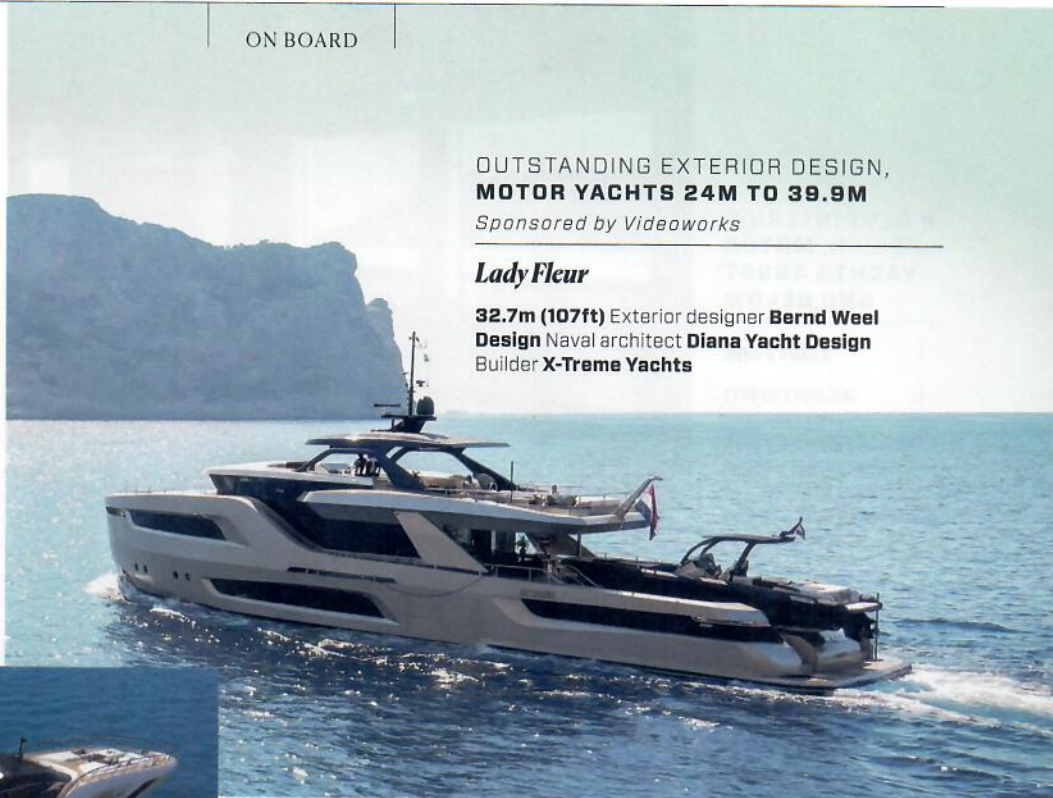 ON BOARD
OUTSTANDING EXTERIOR DESIGN,
MOTOR YACHTS 24M TO 39.9M
Sponsored by Videoworks
Lady Fleur
32.7m (107ft) Exterior designer Bernd Weel
Design Naval architect Diana Yacht Design
Builder X-Treme Yachts